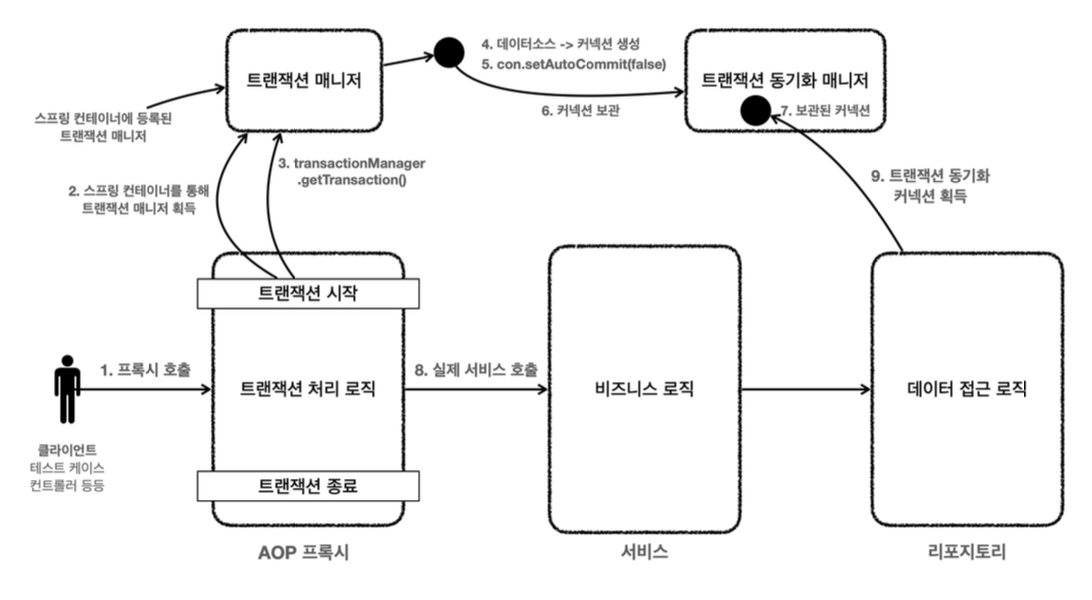 트랜잭션 매니저
4. 데이터소스 -> 커넥션 생성
5. con.setAutoCommit(false)
6. 커넥션 보관
트랜잭션 동기화 매니저
7. 보관된 커넥션
스프링 컨테이너에 등록된
트랜잭션 매니저
2. 스프링 컨테이너를 통해
트랜잭션 매니저 획득
3. transactionManager
.getTransaction()
9. 트랜잭션 동기화
커넥션 획득
트랜잭션 시작
1. 프록시 호출
트랜잭션 처리 로직
8. 실제 서비스 호출
비즈니스 로직
데이터 접근 로직
클라이언트
테스트 케이스
컨트롤러 등등
트랜잭션 종료
AOP 프록시
서비스
리포지토리